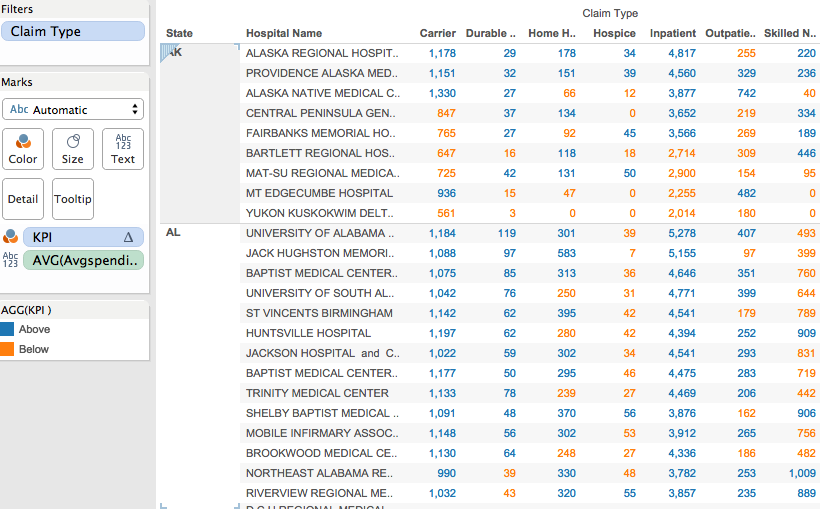 Filters
Claim Type
Marks
Abc Automatic
Color Size Abc 123 Text
Detail Tooltip
KPI Δ
Abc 123 AVG(Avgspendi..
AGG(KPI )
Above
Below
Claim Type
State Hospital Name Carrier Durable .. Home H.. Hospice Inpatient Outpatie.. Skilled N..
AK ALASKA REGIONAL HOSPIT.. 1,178 29 178 34 4,817 255 220
PROVIDENCE ALASKA MED.. 1,151 32 151 39 4,560 329 236
ALASKA NATIVE MEDICAL C.. 1,330 27 66 12 3,877 742 40
CENTRAL PENINSULA GEN.. 847 37 134 0 3,652 219 334
FAIRBANKS MEMORIAL HO.. 765 27 92 45 3,566 269 189
BARTLETT REGIONAL HOS.. 647 16 118 18 2,714 309 446
MAT-SU REGIONAL MEDICA.. 725 42 131 50 2,900 154 95
MT EDGECUMBE HOSPITAL 936 15 47 0 2,255 482 0
YUKON KUSKOKWIM DELT.. 561 3 0 0 2,014 180 0
AL UNIVERSITY OF ALABAMA .. 1,184 119 301 39 5,278 407 493
JACK HUGHSTON MEMORI.. 1,088 97 583 7 5,155 97 399
BAPTIST MEDICAL CENTER.. 1,075 85 313 36 4,646 351 760
UNIVERSITY OF SOUTH AL.. 1,042 76 250 31 4,771 399 644
ST VINCENTS BIRMINGHAM 1,142 62 395 42 4,541 179 789
HUNTSVILLE HOSPITAL 1,197 62 280 42 4,394 252 909
JACKSON HOSPITAL and C.. 1,022 59 302 34 4,541 293 831
BAPTIST MEDICAL CENTER.. 1,177 50 295 46 4,475 283 719
TRINITY MEDICAL CENTER 1,133 78 239 27 4,469 206 442
SHELBY BAPTIST MEDICAL .. 1,091 48 370 56 3,876 162 906
MOBILE INFIRMARY ASSOC.. 1,148 56 302 53 3,912 265 756
BROOKWOOD MEDICAL CE.. 1,130 64 248 27 4,336 186 482
NORTHEAST ALABAMA RE.. 990 39 330 48 3,782 253 1,009
RIVERVIEW REGIONAL ME.. 1,032 43 320 55 3,857 235 889